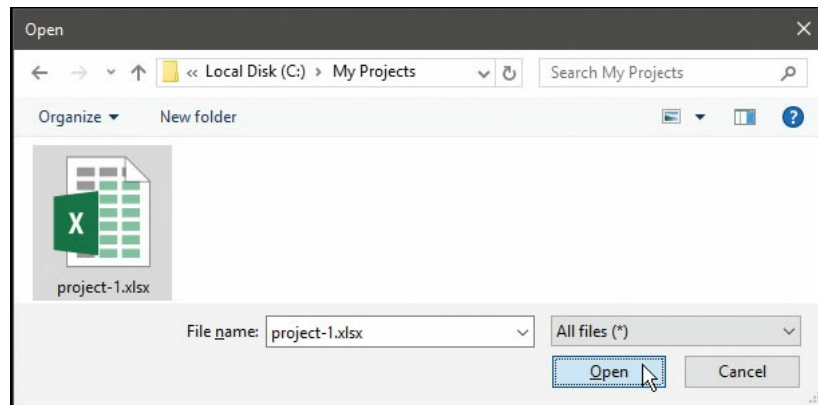 Open
« Local Disk (C:) › My Projects
Search My Projects
Organize
New folder
?
X
project-1.xlsx
File name: project-1.xlsx
All files (*)
Open
Cancel